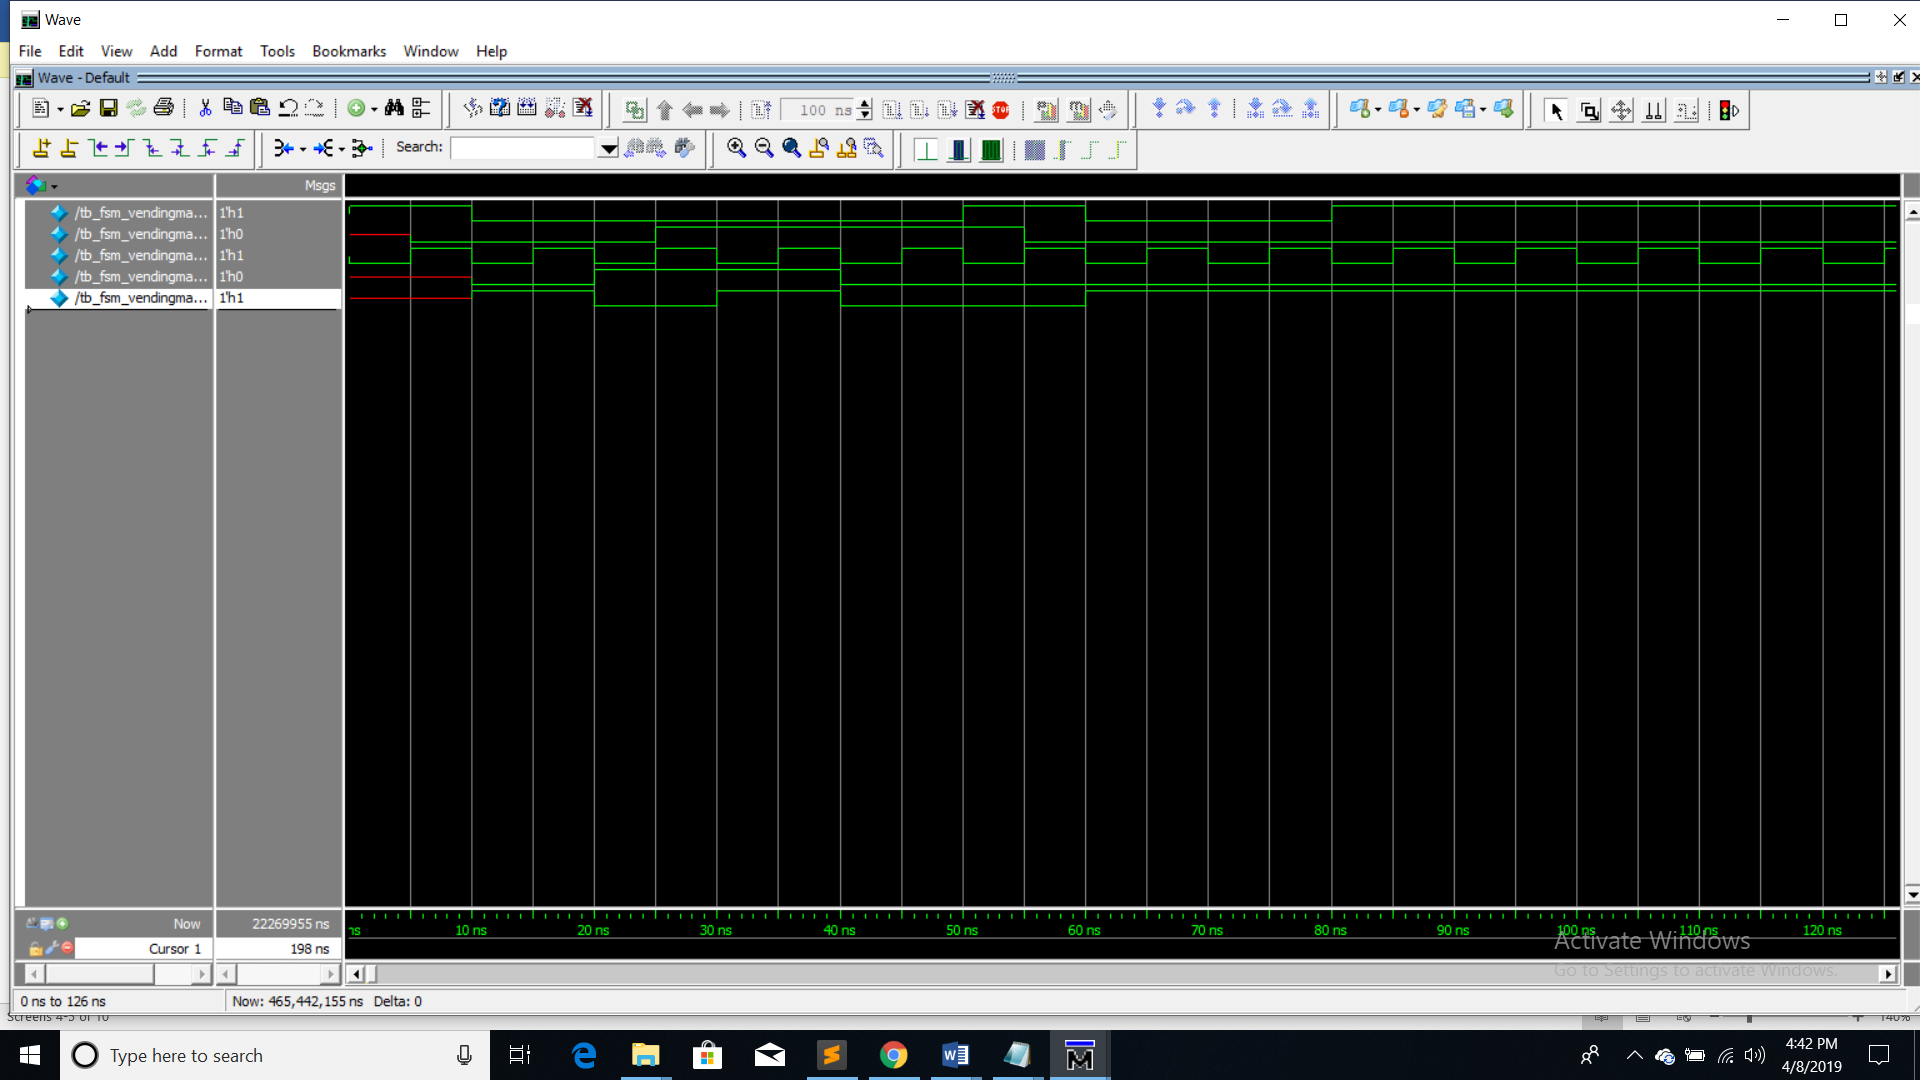 Wave
File Edit View Add Format Tools Bookmarks Window Help
Wave - Default
100 ns
STOP
Search:
Msgs
/tb_fsm_vendingma... 1'h1
/tb_fsm_vendingma... 1'h0
/tb_fsm_vendingma... 1'h1
/tb_fsm_vendingma... 1'h0
/tb_fsm_vendingma... 1'h1
Now 22269955 ns
ns 10 ns 20 ns 30 ns 40 ns 50 ns 60 ns 70 ns 80 ns 90 ns 100 ns 110 ns 120 ns
Cursor 1 198 ns
Activate Windows
Go to Settings to activate Windows.
0 ns to 126 ns Now: 465,442,155 ns Delta: 0
Screens 4-5 of 10 140%
Type here to search
4:42 PM
4/8/2019